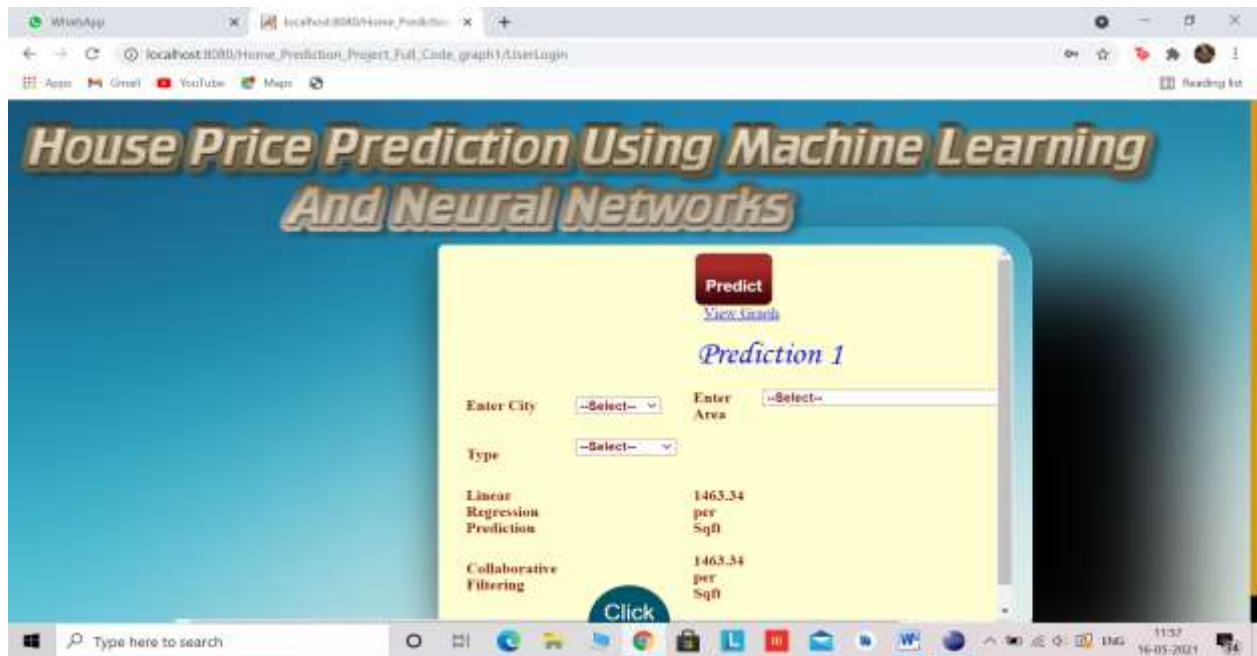 WhatsApp
localhost:8080/Home_Prediction
localhost:8080/Home_Prediction_Project_Full_Code_graph1/UserLogin
Apps Gmail YouTube Maps
Reading list
House Price Prediction Using Machine Learning
And Neural Networks
Predict
View Graph
Prediction 1
Enter City
--Select--
Enter
Area
--Select--
Type
--Select--
Linear
Regression
Prediction
1463.34
per
Sqft
Collaborative
Filtering
1463.34
per
Sqft
Click
Type here to search
ENG
11:57
16-05-2021